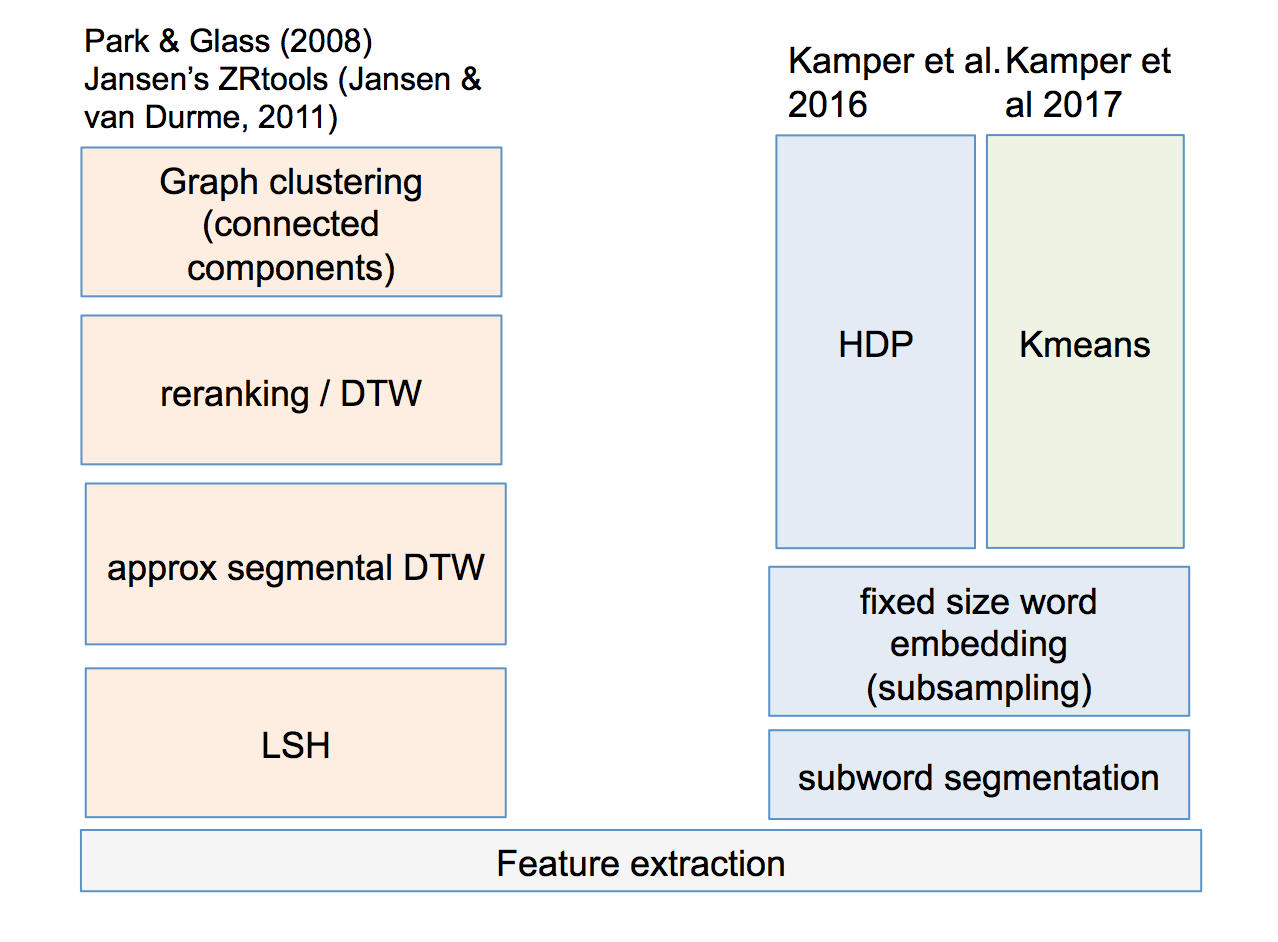 Park & Glass (2008)
Jansen's ZRtools (Jansen &
van Durme, 2011)
Graph clustering
(connected
components)
reranking / DTW
approx segmental DTW
LSH
Kamper et al.
2016
Kamper et
al 2017
HDP
Kmeans
fixed size word
embedding
(subsampling)
subword segmentation
Feature extraction